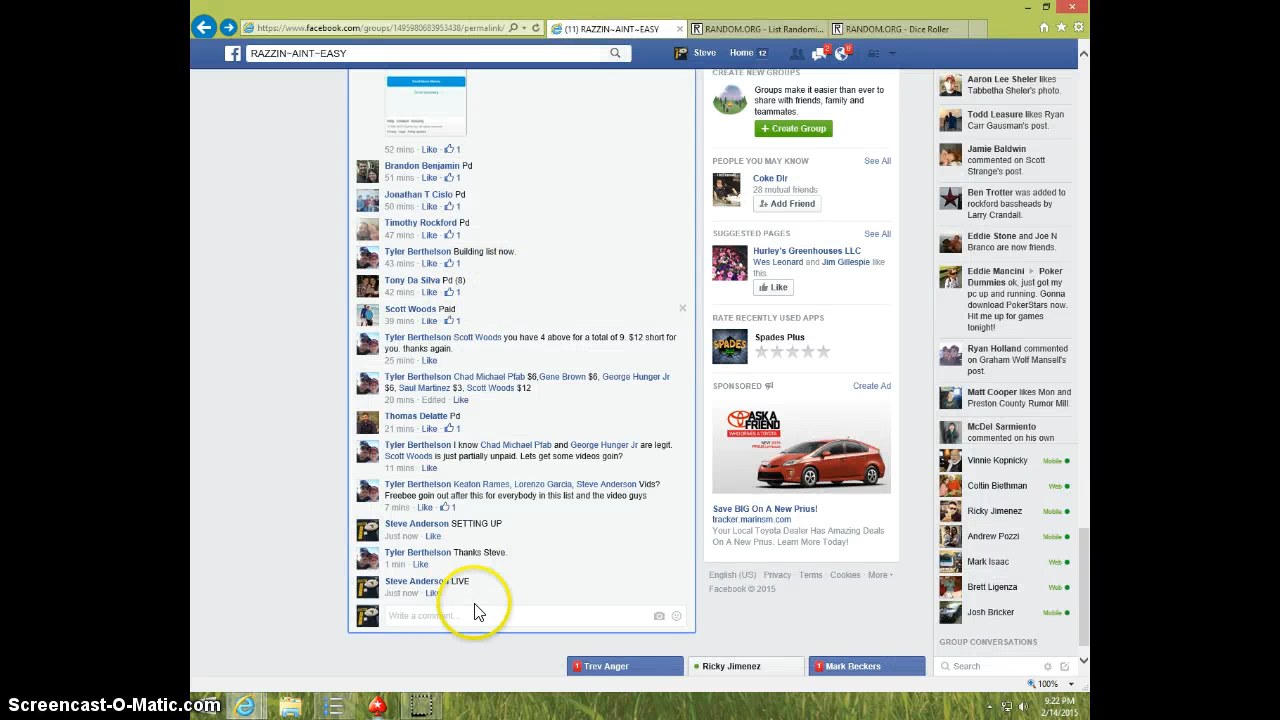 https://www.facebook.com/groups/1495980683953438/permalink/
(11) RAZZIN~AINT~EASY
RANDOM.ORG - List Randomi...
RANDOM.ORG - Dice Roller
RAZZIN~AINT~EASY
Steve
Home 12
2
8
52 mins · Like · 1
Brandon Benjamin Pd
51 mins · Like · 1
Jonathan T Cislo Pd
50 mins · Like · 1
Timothy Rockford Pd
47 mins · Like · 1
Tyler Berthelson Building list now.
43 mins · Like · 1
Tony Da Silva Pd (8)
42 mins · Like · 1
Scott Woods Paid
39 mins · Like · 1
Tyler Berthelson Scott Woods you have 4 above for a total of 9. $12 short for
you. thanks again.
25 mins · Like
Tyler Berthelson Chad Michael Pfab $6,Gene Brown $6, George Hunger Jr
$6, Saul Martinez $3, Scott Woods $12
20 mins · Edited · Like
Thomas Delatte Pd
21 mins · Like · 1
Tyler Berthelson I know Chad Michael Pfab and George Hunger Jr are legit.
Scott Woods is just partially unpaid. Lets get some videos goin?
11 mins · Like
Tyler Berthelson Keaton Rames, Lorenzo Garcia, Steve Anderson Vids?
Freebee goin out after this for everybody in this list and the video guys
7 mins · Like · 1
Steve Anderson SETTING UP
Just now · Like
Tyler Berthelson Thanks Steve.
1 min · Like
Steve Anderson LIVE
Just now · Like
Write a comment...
CREATE NEW GROUPS
Groups make it easier than ever to
share with friends, family and
teammates.
+ Create Group
PEOPLE YOU MAY KNOW
See All
Coke Dlr
28 mutual friends
Add Friend
SUGGESTED PAGES
See All
Hurley's Greenhouses LLC
Wes Leonard and Jim Gillespie like
this.
Like
RATE RECENTLY USED APPS
SPADES
Spades Plus
SPONSORED
Create Ad
ASK A
FRIEND
WHO DRIVES A TOYOTA
Save BIG On A New Prius!
tracker.marinsm.com
Your Local Toyota Dealer Has Amazing Deals
On A New Prius. Learn More Today!
English (US) · Privacy · Terms · Cookies · More
Facebook © 2015
Aaron Lee Sheler likes
Tabbetha Sheler's photo.
Todd Leasure likes Ryan
Carr Gausman's post.
Jamie Baldwin
commented on Scott
Strange's post.
Ben Trotter was added to
rockford bassheads by
Larry Crandall.
Eddie Stone and Joe N
Branco are now friends.
Eddie Mancini ▸ Poker
Dummies ok, just got my
pc up and running. Gonna
download PokerStars now.
Hit me up for games
tonight!
Ryan Holland commented
on Graham Wolf Mansell's
post.
Matt Cooper likes Mon and
Preston County Rumor Mill.
McDel Sarmiento
commented on his own
Vinnie Kopnicky Mobile
Coltin Biethman Web
Ricky Jimenez Mobile
Andrew Pozzi Mobile
Mark Isaac Web
Brett Ligenza Web
Josh Bricker Mobile
GROUP CONVERSATIONS
Search
1 Trev Anger
Ricky Jimenez
1 Mark Beckers
100%
9:22 PM
2/14/2015
Screencast-O-Matic.com